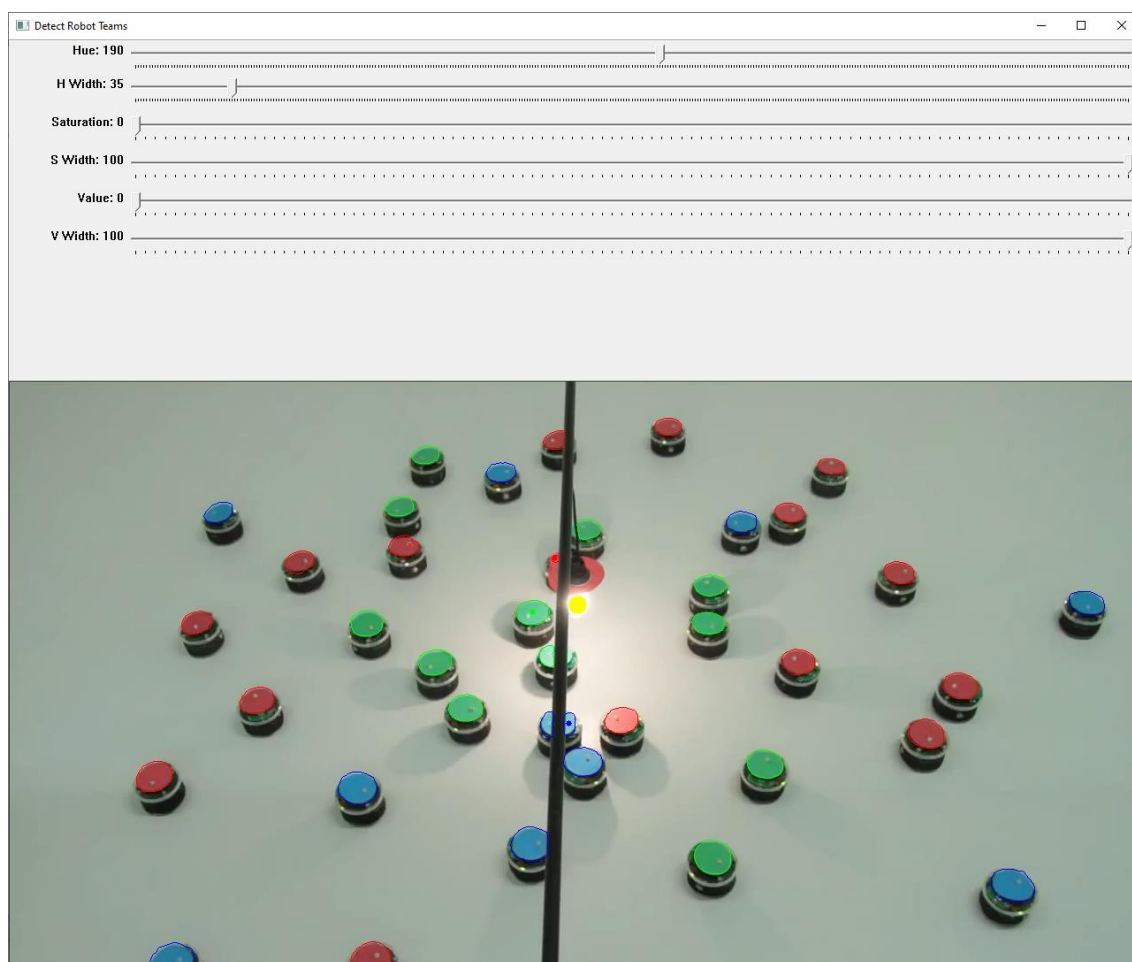 Detect Robot Teams
Hue: 190
H Width: 35
Saturation: 0
S Width: 100
Value: 0
V Width: 100